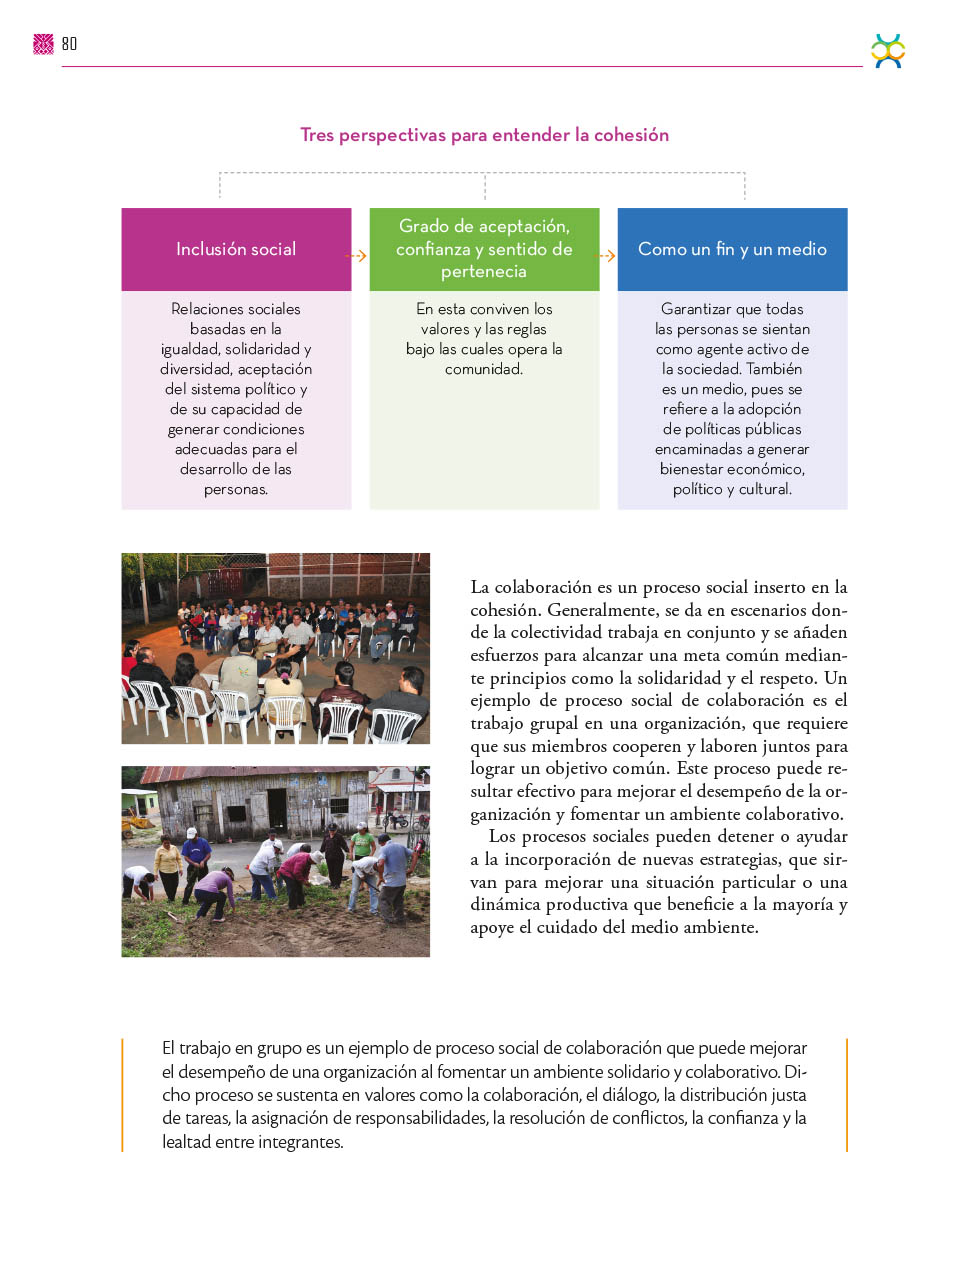 80
Tres perspectivas para entender la cohesión
Inclusión social
Relaciones sociales
basadas en la
igualdad, solidaridad y
diversidad, aceptación
del sistema político y
de su capacidad de
generar condiciones
adecuadas para el
desarrollo de las
personas.
Grado de aceptación,
confianza y sentido de
pertenecia
En esta conviven los
valores y las reglas
bajo las cuales opera la
comunidad.
Como un fin y un medio
Garantizar que todas
las personas se sientan
como agente activo de
la sociedad. También
es un medio, pues se
refiere a la adopción
de políticas públicas
encaminadas a generar
bienestar económico,
político y cultural.
La colaboración es un proceso social inserto en la
cohesión. Generalmente, se da en escenarios don-
de la colectividad trabaja en conjunto y se añaden
esfuerzos para alcanzar una meta común median-
te principios como la solidaridad y el respeto. Un
ejemplo de proceso social de colaboración es el
trabajo grupal en una organización, que requiere
que sus miembros cooperen y laboren juntos para
lograr un objetivo común. Este proceso puede re-
sultar efectivo para mejorar el desempeño de la or-
ganización y fomentar un ambiente colaborativo.
Los procesos sociales pueden detener o ayudar
a la incorporación de nuevas estrategias, que sir-
van para mejorar una situación particular o una
dinámica productiva que beneficie a la mayoría y
apoye el cuidado del medio ambiente.
El trabajo en grupo es un ejemplo de proceso social de colaboración que puede mejorar
el desempeño de una organización al fomentar un ambiente solidario y colaborativo. Di-
cho proceso se sustenta en valores como la colaboración, el diálogo, la distribución justa
de tareas, la asignación de responsabilidades, la resolución de conflictos, la confianza y la
lealtad entre integrantes.